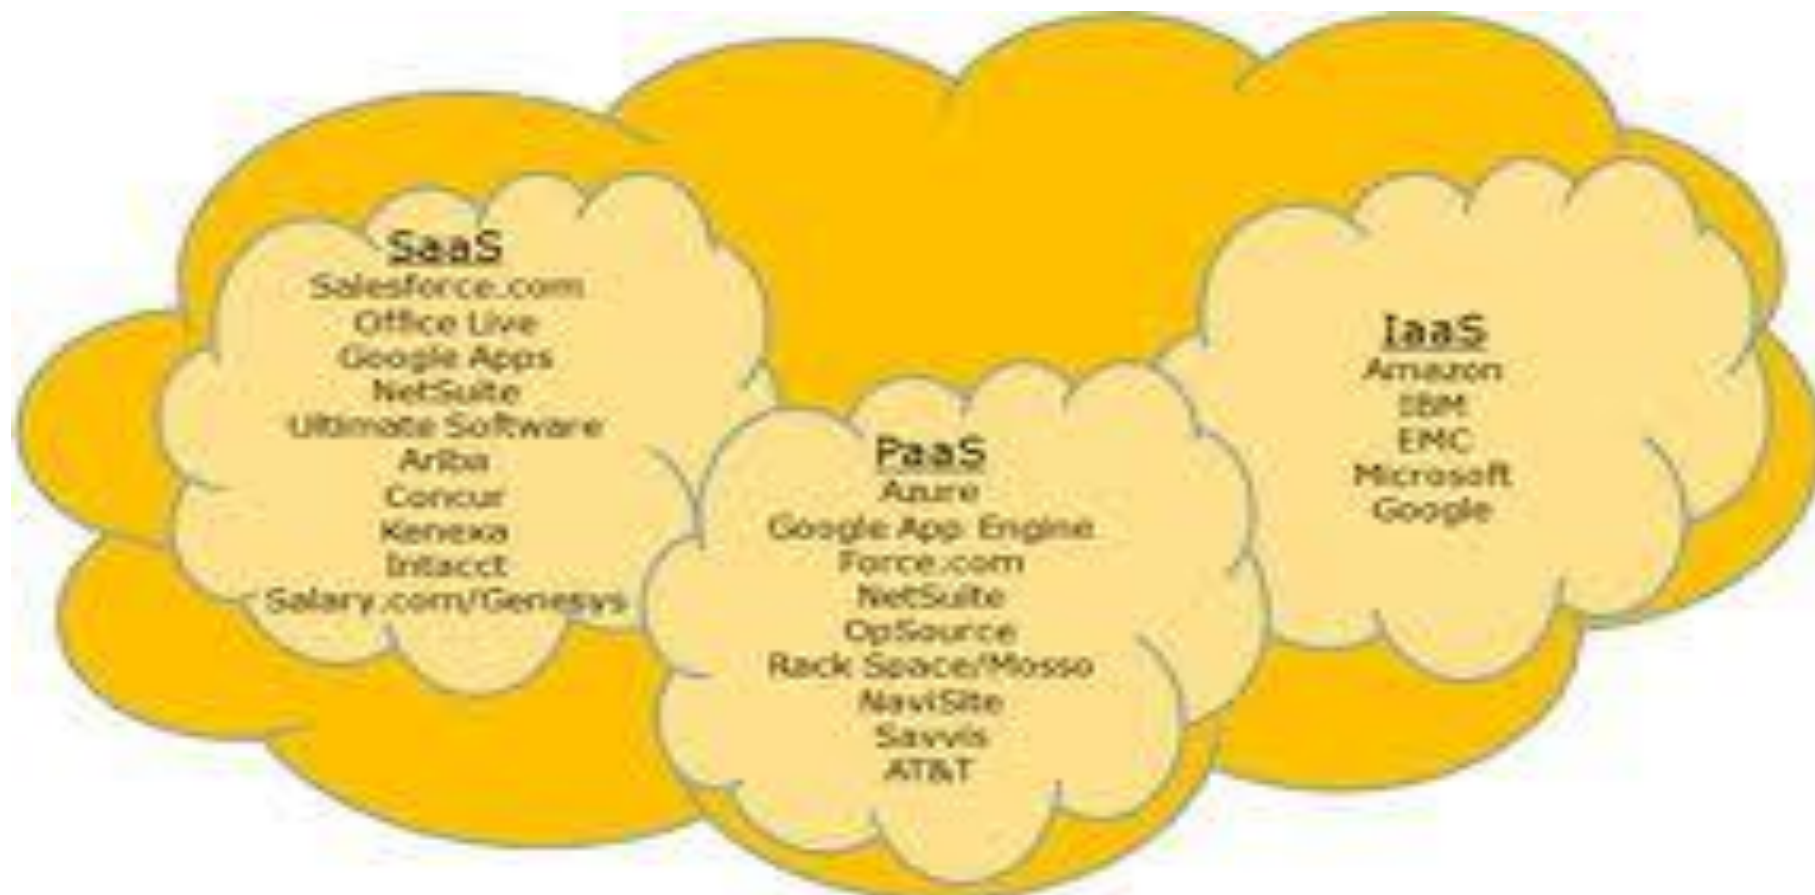 SaaS
Salesforce.com
Office Live
Google Apps
NetSuite
Ultimate Software
Ariba
Concur
Kenexa
Intacct
Salary.com/Genesys
PaaS
Azure
Google App Engine
Force.com
NetSuite
OpSource
Rack Space/Mosso
NaviSite
Savvis
AT&T
IaaS
Amazon
IBM
EMC
Microsoft
Google